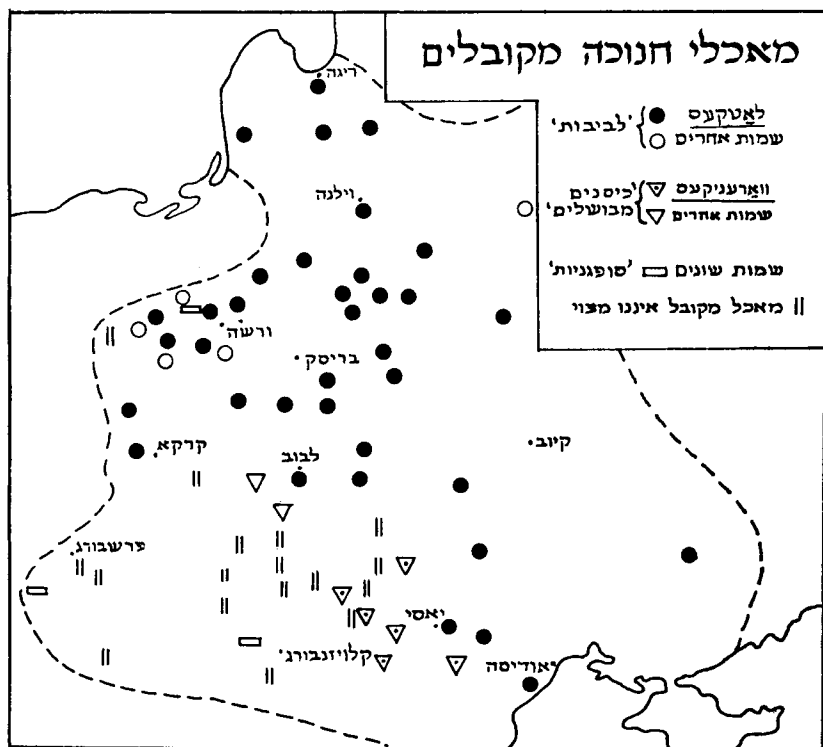 מאכלי חנוכה מקובלים
לאַטקעס
שמות אחרים
'לביבות'
וואַרעניקעס
שמות אחרים
'כיסנים
מבושלים'
שמות שונים 'סופגניות'
מאכל מקובל איננו מצוי
ריגה
וילנה
ורשה
בריסק
קיוב
קרקא
לבוב
פרשבורג
יאסי
קלויזנבורג
אודיסה